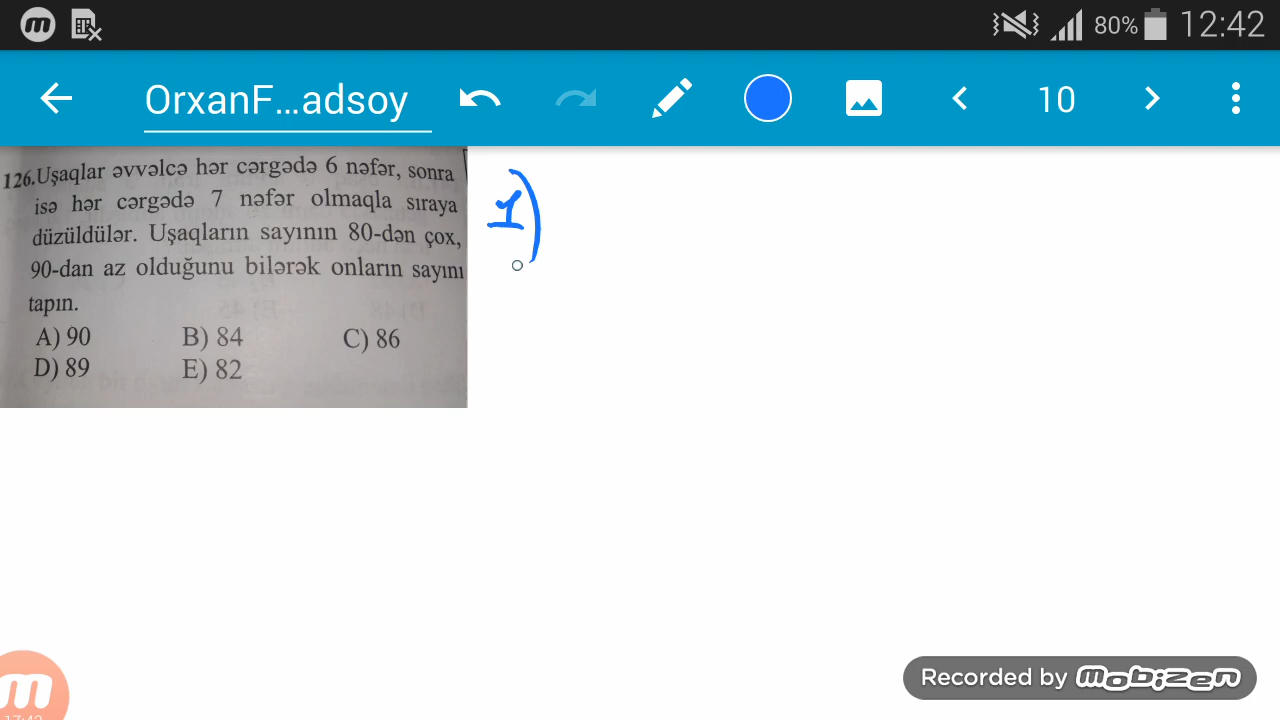 80% 12:42
OrxanF...adsoy 10
126.Uşaqlar əvvəlcə hər cərgədə 6 nəfər, sonra
isə hər cərgədə 7 nəfər olmaqla sıraya
düzüldülər. Uşaqların sayının 80-dən çox,
90-dan az olduğunu bilərək onların sayını
tapın.
A) 90 B) 84 C) 86
D) 89 E) 82
1)
Recorded by mobizen